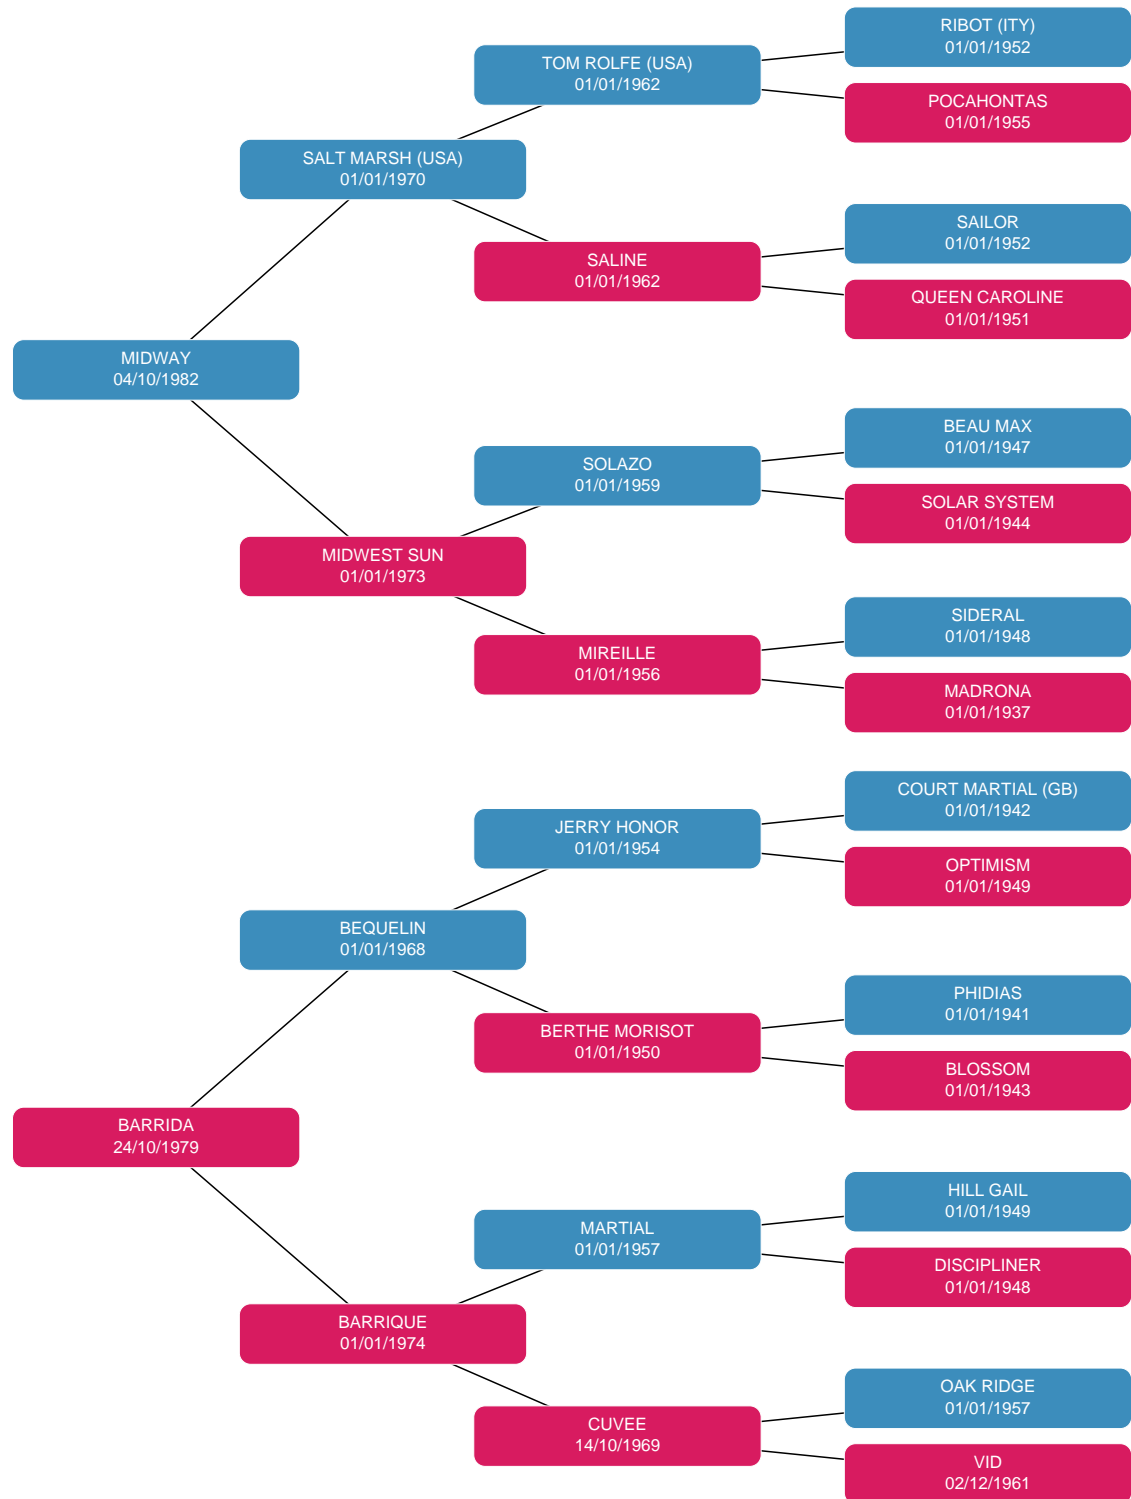 RIBOT (ITY)
01/01/1952
TOM ROLFE (USA)
01/01/1962
POCAHONTAS
01/01/1955
SALT MARSH (USA)
01/01/1970
SAILOR
01/01/1952
SALINE
01/01/1962
QUEEN CAROLINE
01/01/1951
MIDWAY
04/10/1982
BEAU MAX
01/01/1947
SOLAZO
01/01/1959
SOLAR SYSTEM
01/01/1944
MIDWEST SUN
01/01/1973
SIDERAL
01/01/1948
MIREILLE
01/01/1956
MADRONA
01/01/1937
COURT MARTIAL (GB)
01/01/1942
JERRY HONOR
01/01/1954
OPTIMISM
01/01/1949
BEQUELIN
01/01/1968
PHIDIAS
01/01/1941
BERTHE MORISOT
01/01/1950
BLOSSOM
01/01/1943
BARRIDA
24/10/1979
HILL GAIL
01/01/1949
MARTIAL
01/01/1957
DISCIPLINER
01/01/1948
BARRIQUE
01/01/1974
OAK RIDGE
01/01/1957
CUVEE
14/10/1969
VID
02/12/1961